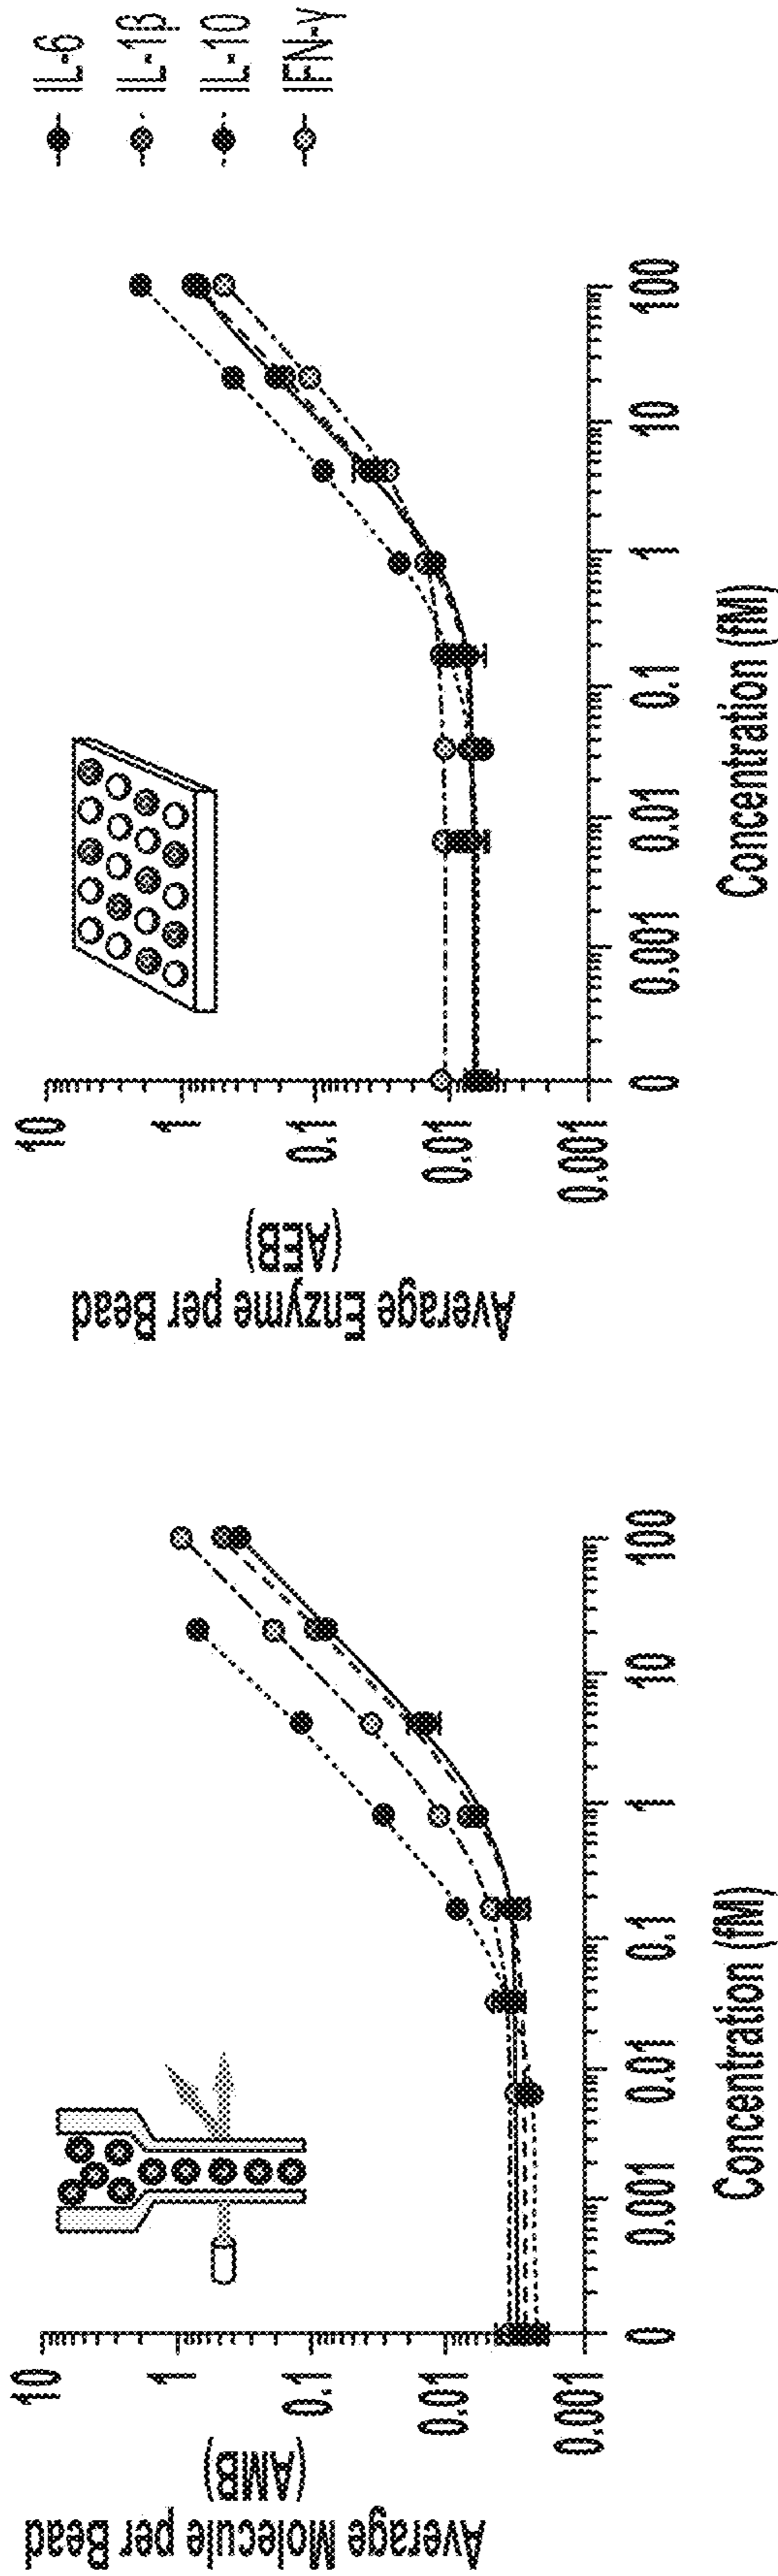 Average Molecule per Bead
(AMB)
10
1
0.1
0.01
0.001
0
0.001
0.01
0.1
1
10
100
Concentration (fM)
Average Enzyme per Bead
(AEB)
10
1
0.1
0.01
0.001
0
0.001
0.01
0.1
1
10
100
Concentration (fM)
IL-6
IL-1β
IL-10
IFN-γ